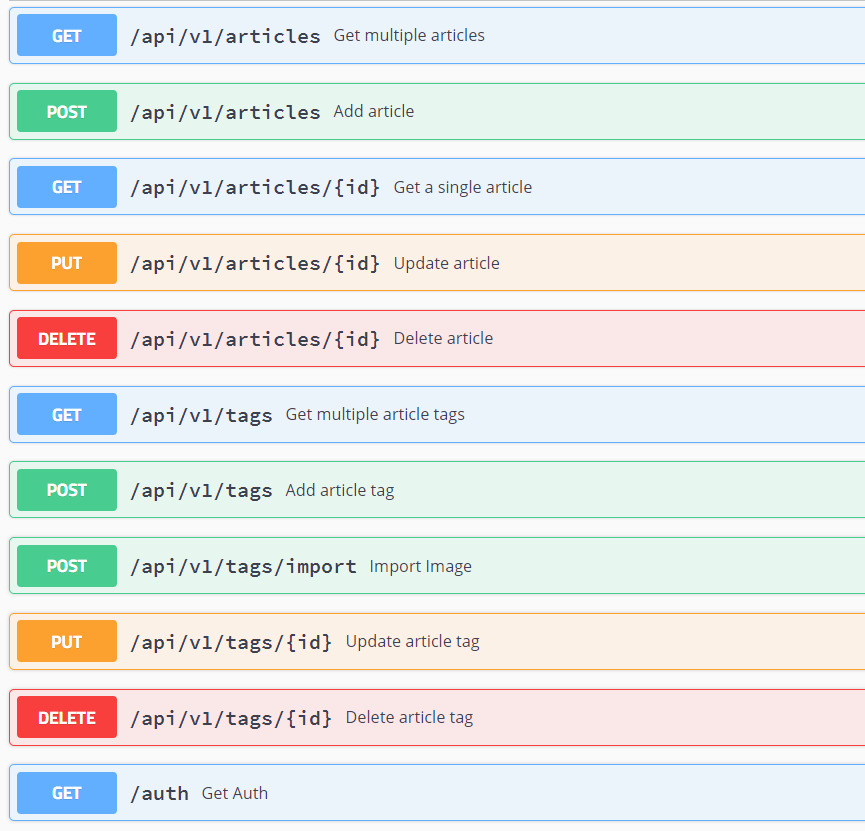 GET /api/v1/articles Get multiple articles
POST /api/v1/articles Add article
GET /api/v1/articles/{id} Get a single article
PUT /api/v1/articles/{id} Update article
DELETE /api/v1/articles/{id} Delete article
GET /api/v1/tags Get multiple article tags
POST /api/v1/tags Add article tag
POST /api/v1/tags/import Import Image
PUT /api/v1/tags/{id} Update article tag
DELETE /api/v1/tags/{id} Delete article tag
GET /auth Get Auth